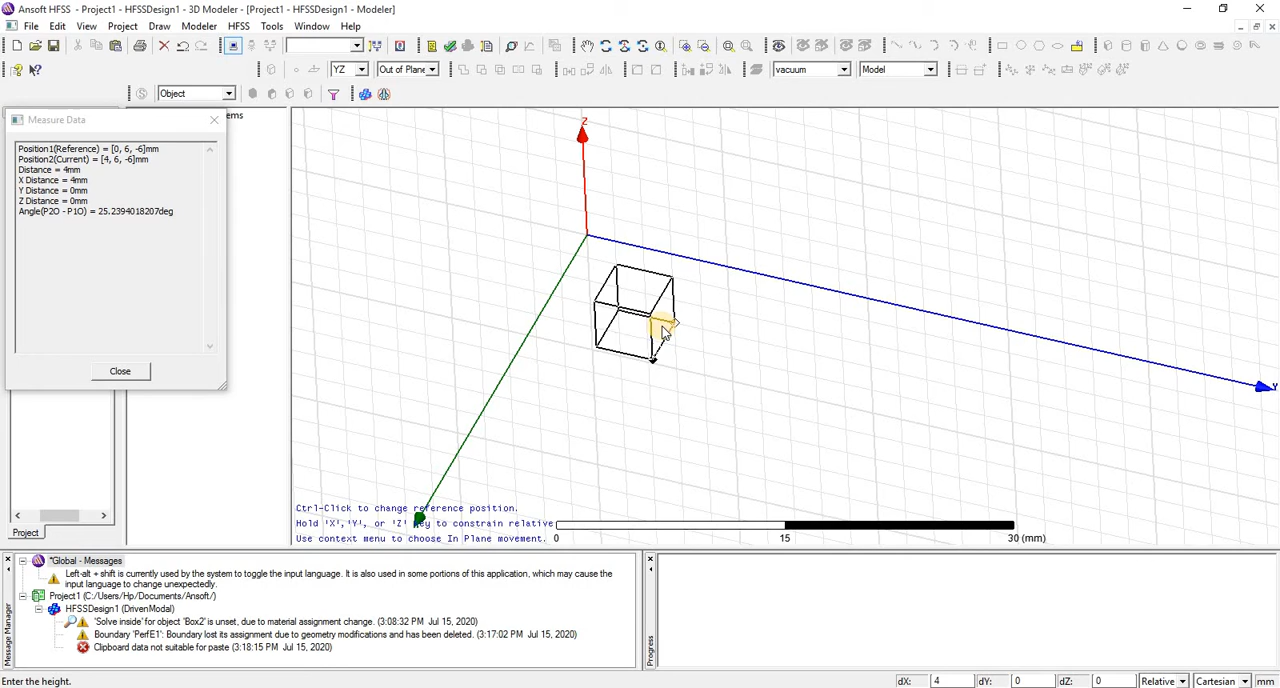 Ansoft HFSS - Project1 - HFSSDesign1 - 3D Modeler - [Project1 - HFSSDesign1 - Modeler]
File Edit View Project Draw Modeler HFSS Tools Window Help
YZ Out of Plane vacuum Model
Object
Measure Data
ems
Position1(Reference) = [0, 6, -6]mm
Position2(Current) = [4, 6, -6]mm
Distance = 4mm
X Distance = 4mm
Y Distance = 0mm
Z Distance = 0mm
Angle(P2O - P1O) = 25.2394018207deg
Close
Z
Y
Ctrl-Click to change reference position.
Hold 'X','Y', or 'Z' key to constrain relative
Use context menu to choose In Plane movement.
0 15 30 (mm)
Project
Message Manager
*Global - Messages
Left-alt + shift is currently used by the system to toggle the input language. It is also used in some portions of this application, which may cause the
input language to change unexpectedly.
Project1 (C:/Users/Hp/Documents/Ansoft/)
HFSSDesign1 (DrivenModal)
'Solve inside' for object 'Box2' is unset, due to material assignment change. (3:08:32 PM Jul 15, 2020)
Boundary 'PerfE1': Boundary lost its assignment due to geometry modifications and has been deleted. (3:17:02 PM Jul 15, 2020)
Clipboard data not suitable for paste (3:18:15 PM Jul 15, 2020)
Progress
Enter the height.
dX: 4 dY: 0 dZ: 0 Relative Cartesian mm